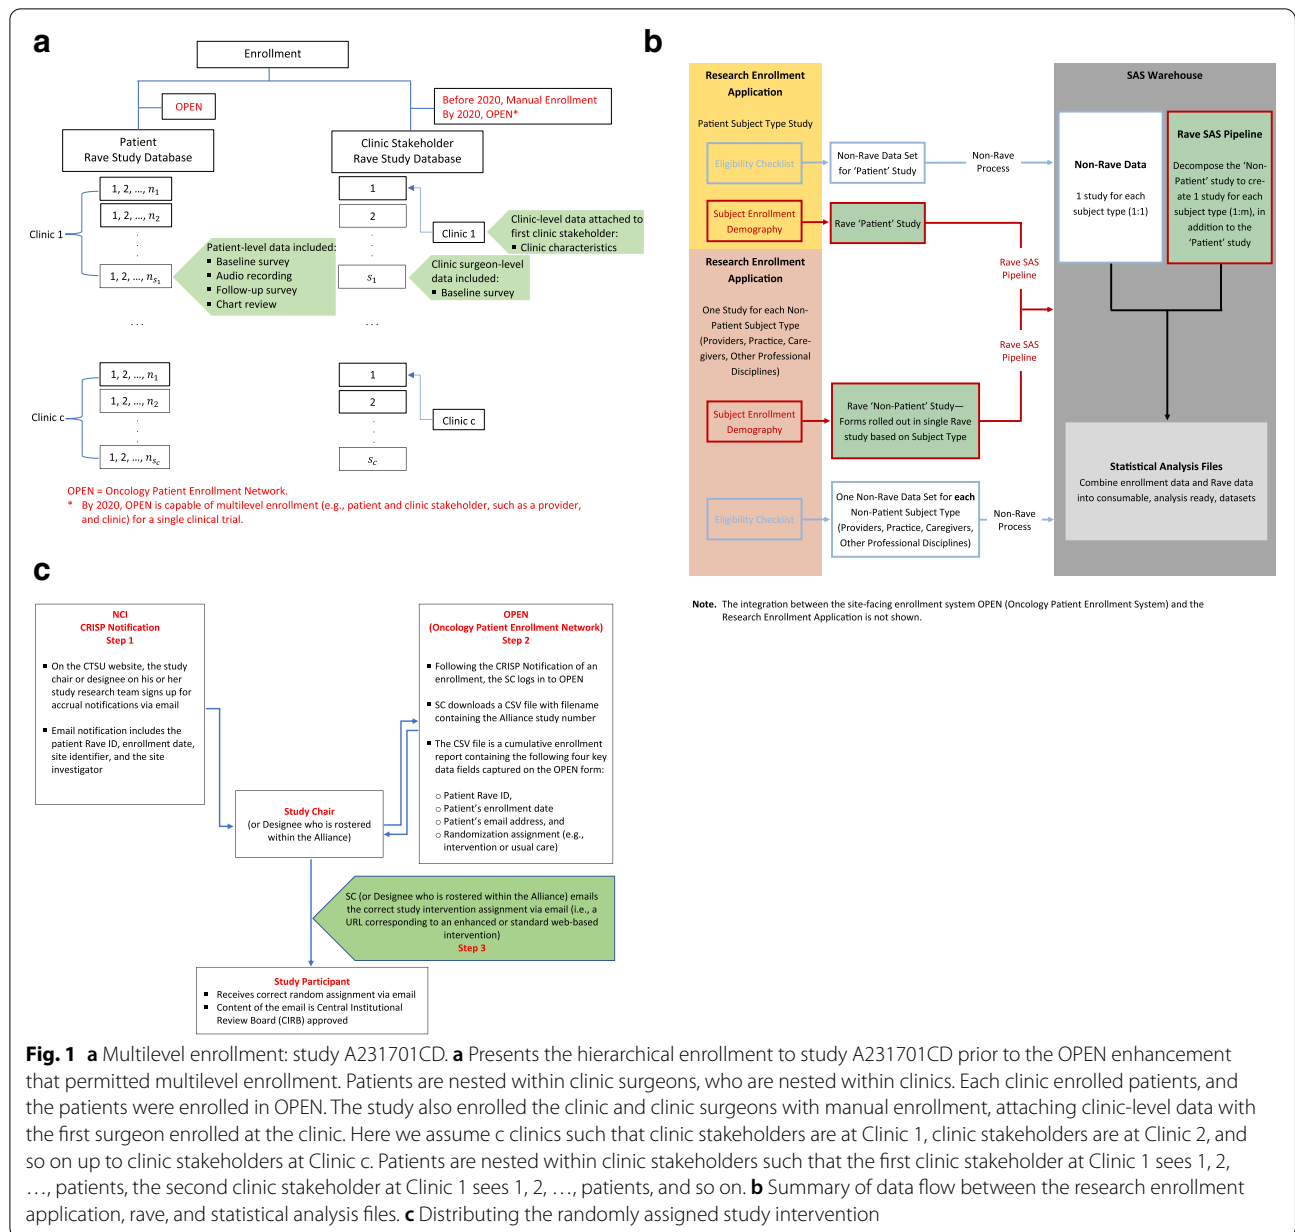 a
Enrollment
OPEN
Before 2020, Manual Enrollment
By 2020, OPEN*
Patient
Rave Study Database
Clinic Stakeholder
Rave Study Database
Clinic 1
1, 2, …, n₁
1, 2, …, n₂
.
.
.
1, 2, …, nₛ₁
Patient-level data included:
▪ Baseline survey
▪ Audio recording
▪ Follow-up survey
▪ Chart review
1
2
.
.
.
s₁
Clinic 1
Clinic-level data attached to
first clinic stakeholder:
▪ Clinic characteristics
Clinic surgeon-level
data included:
▪ Baseline survey
. . .
. . .
Clinic c
1, 2, …, n₁
1, 2, …, n₂
.
.
.
1, 2, …, n_{s_c}
1
2
.
.
.
s_c
Clinic c
OPEN = Oncology Patient Enrollment Network.
* By 2020, OPEN is capable of multilevel enrollment (e.g., patient and clinic stakeholder, such as a provider,
and clinic) for a single clinical trial.
b
Research Enrollment
Application
Patient Subject Type Study
Eligibility Checklist
Non-Rave Data Set
for 'Patient' Study
Non-Rave
Process
Subject Enrollment
Demography
Rave 'Patient' Study
Research Enrollment
Application
One Study for each Non-
Patient Subject Type
(Providers, Practice, Care-
givers, Other Professional
Disciplines)
Rave SAS
Pipeline
Rave SAS
Pipeline
Subject Enrollment
Demography
Rave 'Non-Patient' Study—
Forms rolled out in single Rave
study based on Subject Type
Eligibility Checklist
One Non-Rave Data Set for each
Non-Patient Subject Type
(Providers, Practice, Caregivers,
Other Professional Disciplines)
Non-Rave
Process
SAS Warehouse
Non-Rave Data
1 study for each
subject type (1:1)
Rave SAS Pipeline
Decompose the 'Non-
Patient' study to cre-
ate 1 study for each
subject type (1:m), in
addition to the
'Patient' study
Statistical Analysis Files
Combine enrollment data and Rave data
into consumable, analysis ready, datasets
Note. The integration between the site-facing enrollment system OPEN (Oncology Patient Enrollment System) and the
Research Enrollment Application is not shown.
c
NCI
CRISP Notification
Step 1
▪ On the CTSU website, the study
chair or designee on his or her
study research team signs up for
accrual notifications via email
▪ Email notification includes the
patient Rave ID, enrollment date,
site identifier, and the site
investigator
Study Chair
(or Designee who is rostered
within the Alliance)
OPEN
(Oncology Patient Enrollment Network)
Step 2
▪ Following the CRISP Notification of an
enrollment, the SC logs in to OPEN
▪ SC downloads a CSV file with filename
containing the Alliance study number
▪ The CSV file is a cumulative enrollment
report containing the following four key
data fields captured on the OPEN form:
o Patient Rave ID,
o Patient's enrollment date
o Patient's email address, and
o Randomization assignment (e.g.,
intervention or usual care)
SC (or Designee who is rostered within the Alliance) emails
the correct study intervention assignment via email (i.e., a
URL corresponding to an enhanced or standard web-based
intervention)
Step 3
Study Participant
▪ Receives correct random assignment via email
▪ Content of the email is Central Institutional
Review Board (CIRB) approved
Fig. 1 a Multilevel enrollment: study A231701CD. a Presents the hierarchical enrollment to study A231701CD prior to the OPEN enhancement
that permitted multilevel enrollment. Patients are nested within clinic surgeons, who are nested within clinics. Each clinic enrolled patients, and
the patients were enrolled in OPEN. The study also enrolled the clinic and clinic surgeons with manual enrollment, attaching clinic-level data with
the first surgeon enrolled at the clinic. Here we assume c clinics such that clinic stakeholders are at Clinic 1, clinic stakeholders are at Clinic 2, and
so on up to clinic stakeholders at Clinic c. Patients are nested within clinic stakeholders such that the first clinic stakeholder at Clinic 1 sees 1, 2,
…, patients, the second clinic stakeholder at Clinic 1 sees 1, 2, …, patients, and so on. b Summary of data flow between the research enrollment
application, rave, and statistical analysis files. c Distributing the randomly assigned study intervention